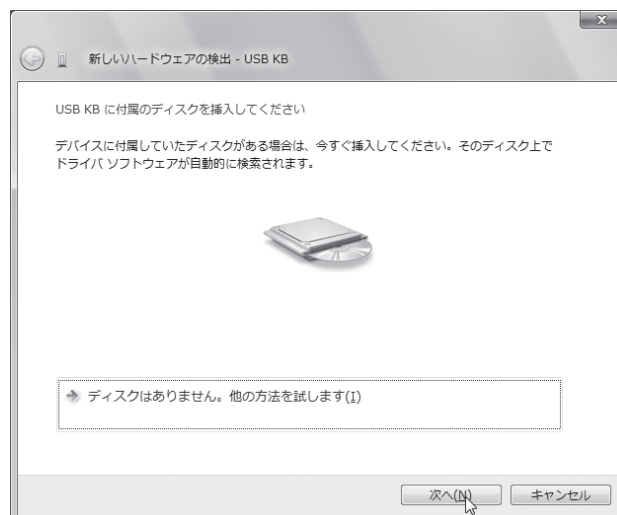 新しいハードウェアの検出 - USB KB
USB KB に付属のディスクを挿入してください
デバイスに付属していたディスクがある場合は、今すぐ挿入してください。そのディスク上で
ドライバ ソフトウェアが自動的に検索されます。
ディスクはありません。他の方法を試します(I)
次へ(N) キャンセル